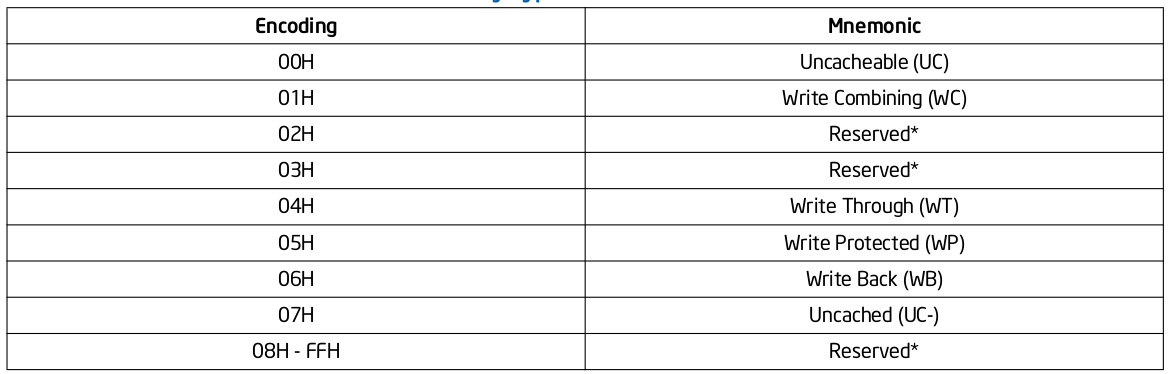 Encoding Mnemonic
00H Uncacheable (UC)
01H Write Combining (WC)
02H Reserved*
03H Reserved*
04H Write Through (WT)
05H Write Protected (WP)
06H Write Back (WB)
07H Uncached (UC-)
08H - FFH Reserved*